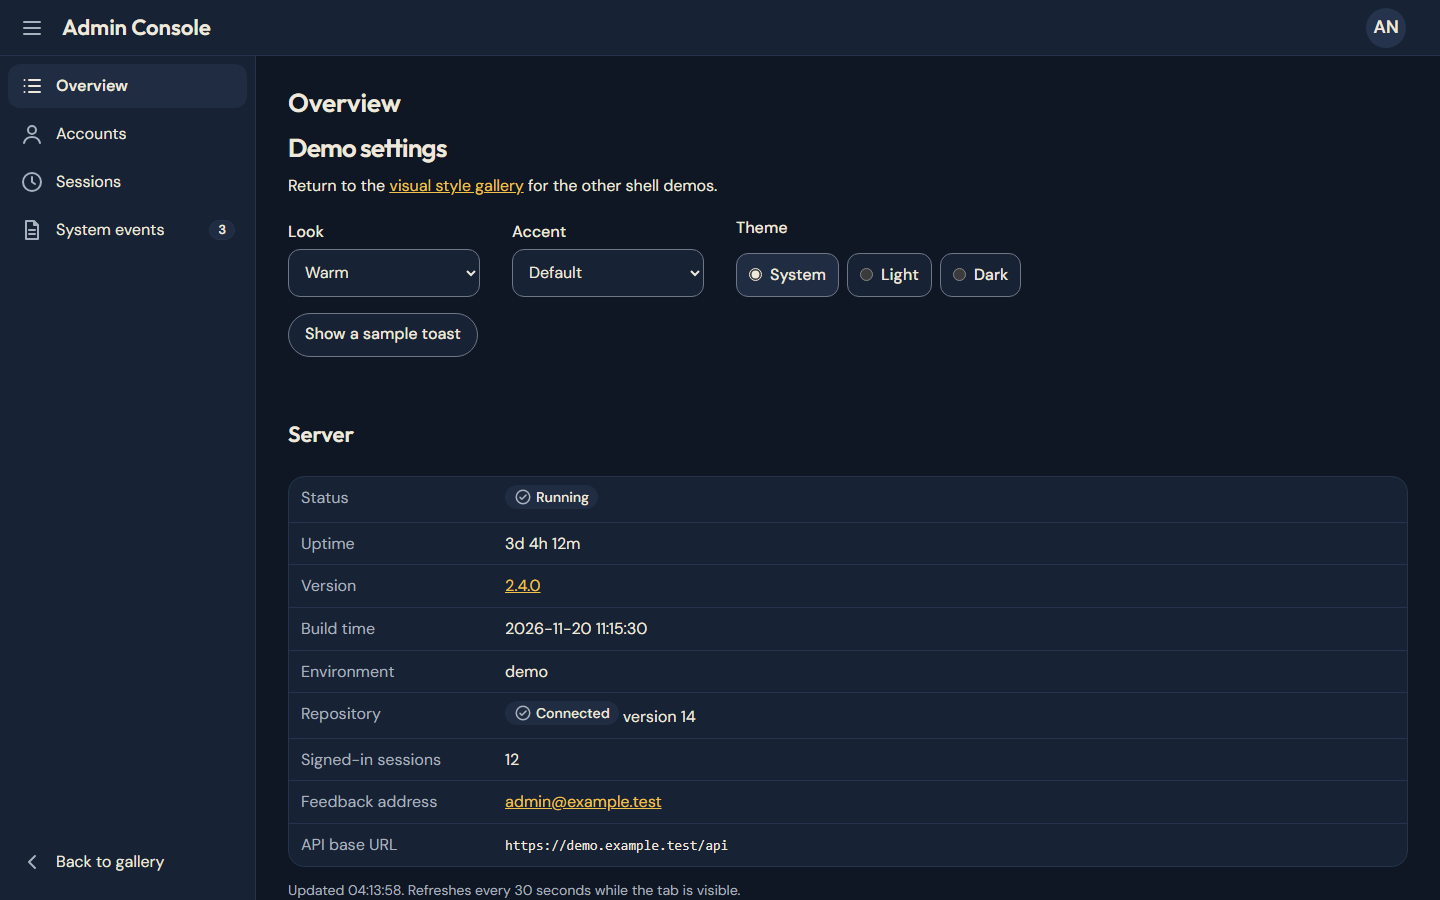 Admin Console
AN
Overview
Accounts
Sessions
System events 3
Back to gallery
Overview
Demo settings
Return to the visual style gallery for the other shell demos.
Look
Warm
Accent
Default
Theme
System Light Dark
Show a sample toast
Server
Status Running
Uptime 3d 4h 12m
Version 2.4.0
Build time 2026-11-20 11:15:30
Environment demo
Repository Connected version 14
Signed-in sessions 12
Feedback address admin@example.test
API base URL https://demo.example.test/api
Updated 04:13:58. Refreshes every 30 seconds while the tab is visible.